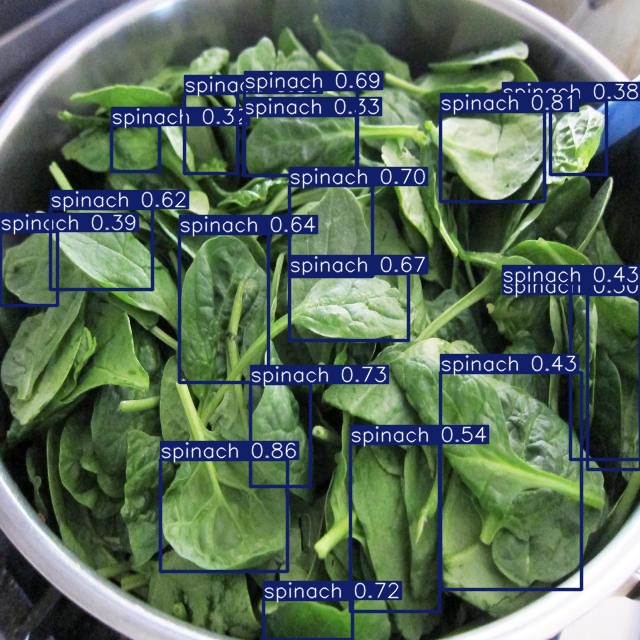 spinach 0.69
spinach 0.33
spinach 0.38
spinach 0.81
spinach 0.70
spinach 0.62
spinach 0.39
spinach 0.64
spinach 0.67
spinach 0.43
spinach
spinach 0.43
spinach 0.73
spinach 0.54
spinach 0.86
spinach 0.72